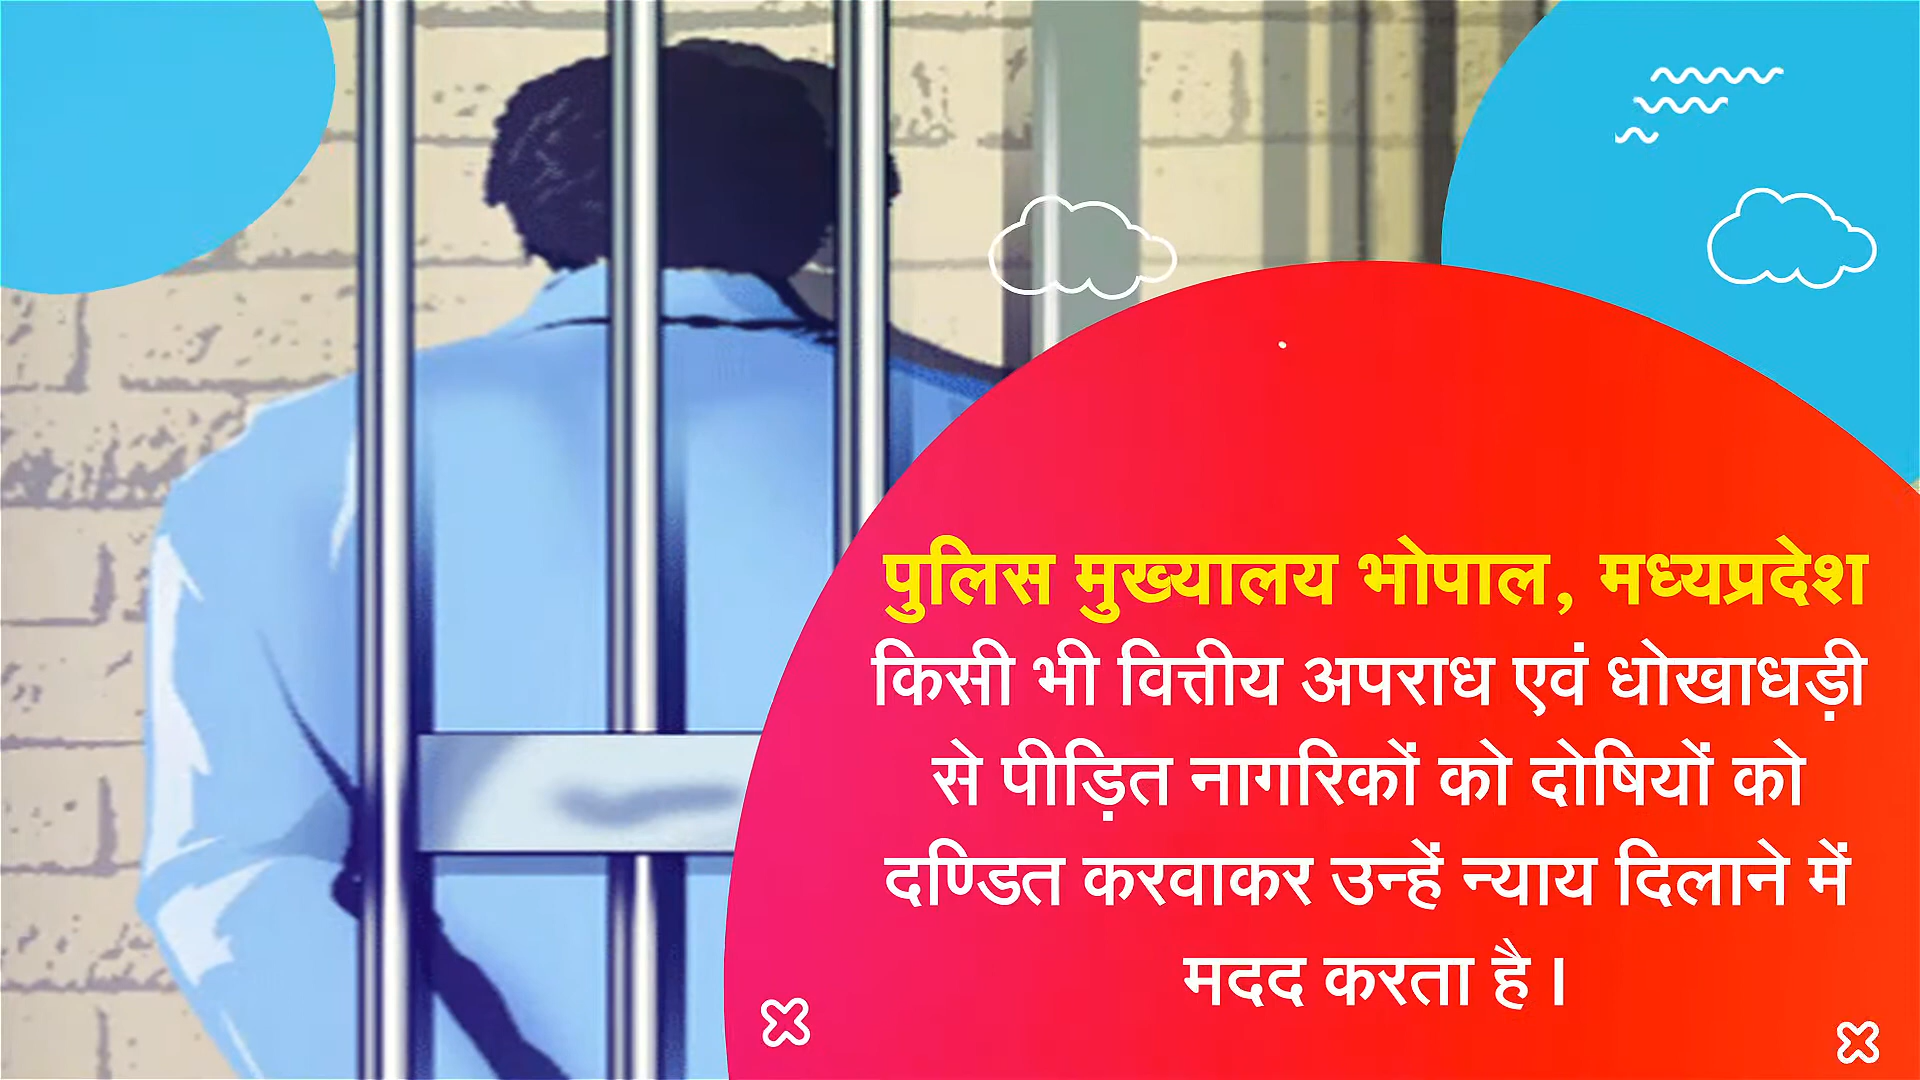 पुलिस मुख्यालय भोपाल, मध्यप्रदेश
किसी भी वित्तीय अपराध एवं धोखाधड़ी
से पीड़ित नागरिकों को दोषियों को
दण्डित करवाकर उन्हें न्याय दिलाने में
मदद करता है।